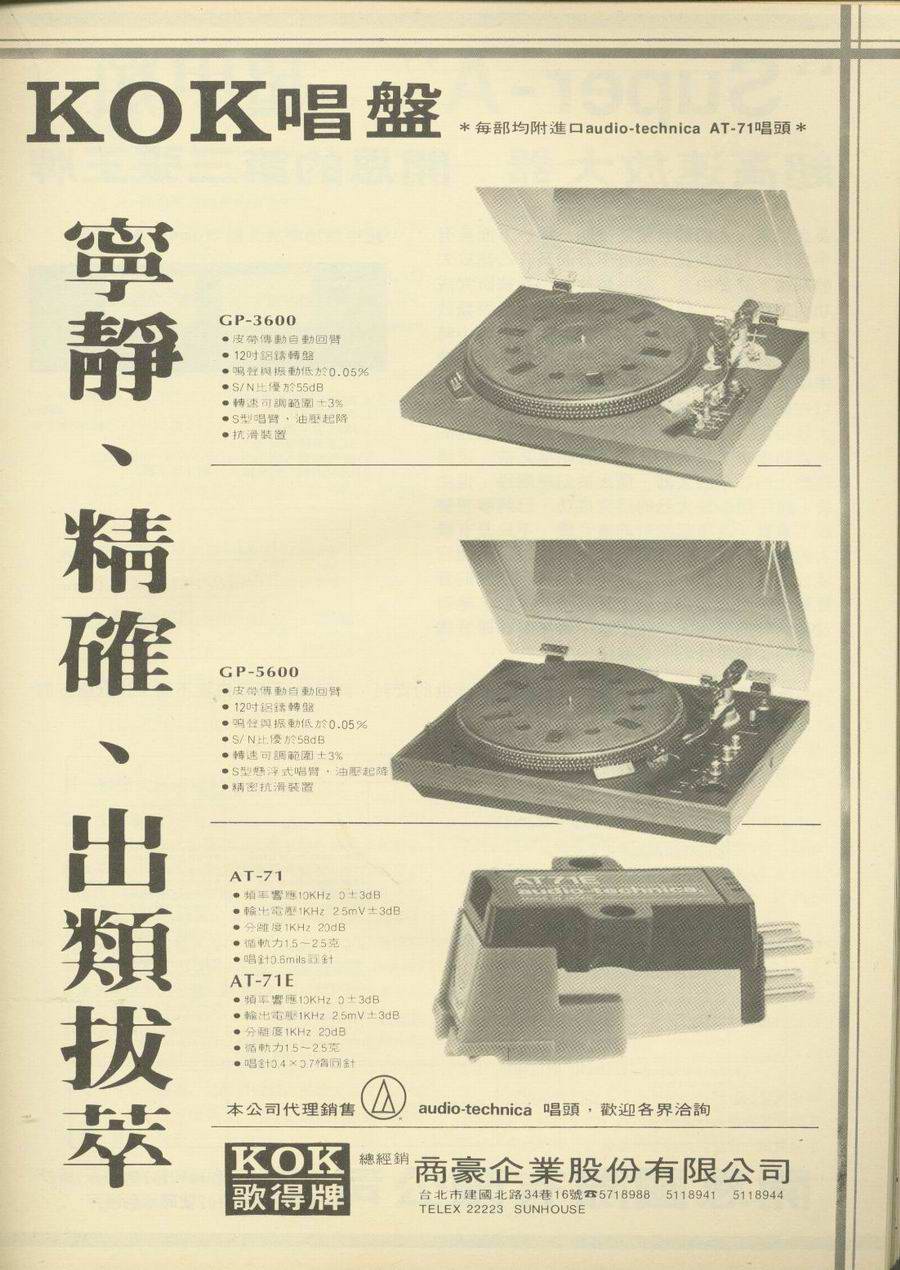 KOK唱盤
＊每部均附進口audio-technica AT-71唱頭＊
寧靜、精確、出類拔萃
GP-3600
●皮帶傳動自動回臂
●12吋鋁鑄轉盤
●鳴聲與振動低於0.05%
●S/N比優於55dB
●轉速可調範圍±3%
●S型唱臂，油壓起降
●抗滑裝置
GP-5600
●皮帶傳動自動回臂
●12吋鋁鑄轉盤
●鳴聲與振動低於0.05%
●S/N比優於58dB
●轉速可調範圍±3%
●S型懸浮式唱臂，油壓起降
●精密抗滑裝置
AT-71
●頻率響應10KHz 0±3dB
●輸出電壓1KHz 2.5mV±3dB
●分離度1KHz 20dB
●循軌力1.5～2.5克
●唱針0.6mils圓針
AT-71E
●頻率響應10KHz 0±3dB
●輸出電壓1KHz 2.5mV±3dB
●分離度1KHz 20dB
●循軌力1.5～2.5克
●唱針0.4×0.7橢圓針
AT-71E
audio-technica
本公司代理銷售 audio-technica 唱頭，歡迎各界洽詢
KOK
歌得牌
總經銷 商豪企業股份有限公司
台北市建國北路34巷16號☎5718988 5118941 5118944
TELEX 22223 SUNHOUSE